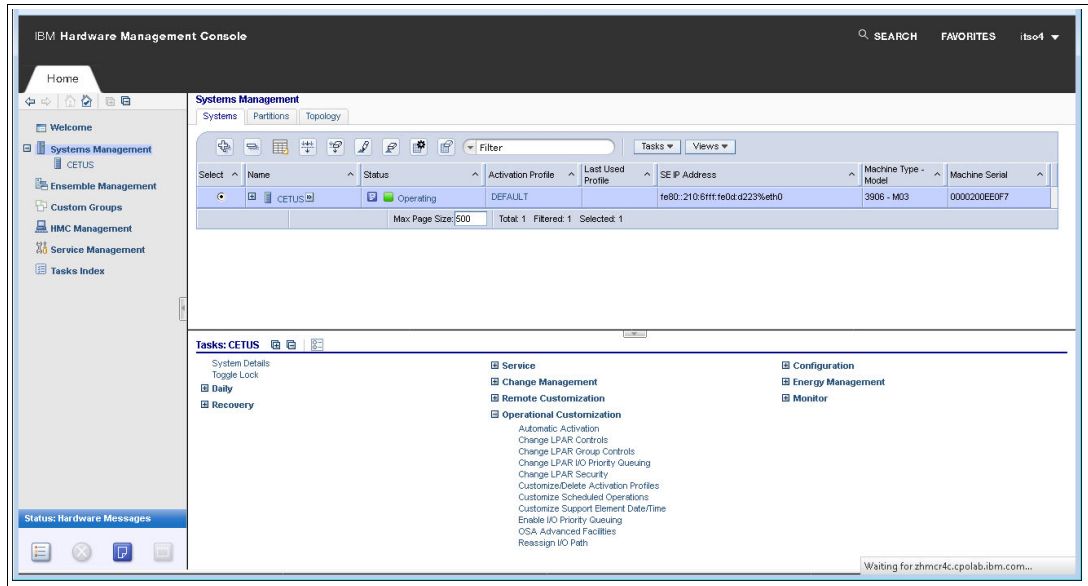 IBM Hardware Management Console
SEARCH FAVORITES itso4
Home
Welcome
Systems Management
CETUS
Ensemble Management
Custom Groups
HMC Management
Service Management
Tasks Index
Status: Hardware Messages
Systems Management
Systems Partitions Topology
Filter Tasks Views
Select Name Status Activation Profile Last Used Profile SE IP Address Machine Type - Model Machine Serial
CETUS Operating DEFAULT fe80::210:6fff:fe0d:d223%eth0 3906 - M03 0000200EE0F7
Max Page Size: 500 Total: 1 Filtered: 1 Selected: 1
Tasks: CETUS
System Details
Toggle Lock
Daily
Recovery
Service
Change Management
Remote Customization
Operational Customization
Automatic Activation
Change LPAR Controls
Change LPAR Group Controls
Change LPAR I/O Priority Queuing
Change LPAR Security
Customize/Delete Activation Profiles
Customize Scheduled Operations
Customize Support Element Date/Time
Enable I/O Priority Queuing
OSA Advanced Facilities
Reassign I/O Path
Configuration
Energy Management
Monitor
Waiting for zhmcr4c.cpolab.ibm.com...